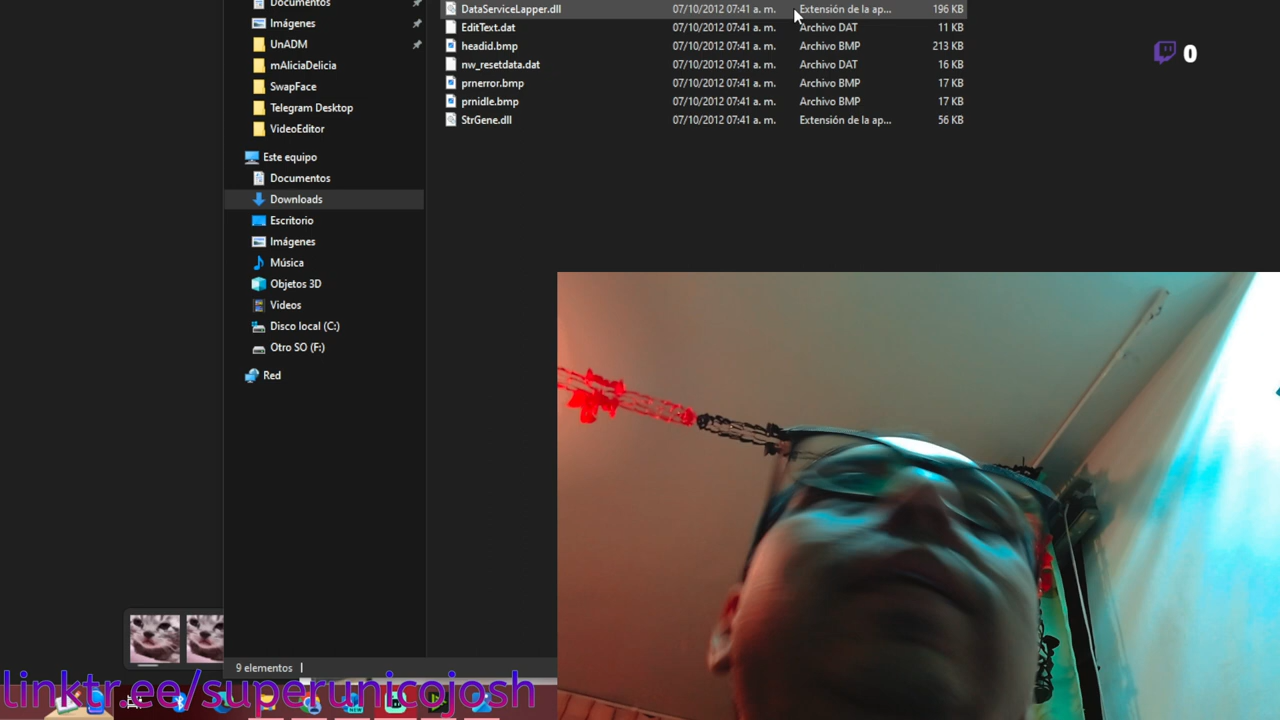 Documentos
Imágenes
UnADM
mAliciaDelicia
SwapFace
Telegram Desktop
VideoEditor
Este equipo
Documentos
Downloads
Escritorio
Imágenes
Música
Objetos 3D
Videos
Disco local (C:)
Otro SO (F:)
Red
DataServiceLapper.dll 07/10/2012 07:41 a. m. Extensión de la ap... 196 KB
EditText.dat 07/10/2012 07:41 a. m. Archivo DAT 11 KB
headid.bmp 07/10/2012 07:41 a. m. Archivo BMP 213 KB
nw_resetdata.dat 07/10/2012 07:41 a. m. Archivo DAT 16 KB
prnerror.bmp 07/10/2012 07:41 a. m. Archivo BMP 17 KB
prnidle.bmp 07/10/2012 07:41 a. m. Archivo BMP 17 KB
StrGene.dll 07/10/2012 07:41 a. m. Extensión de la ap... 56 KB
0
9 elementos
linktr.ee/superunicojosh
NEW